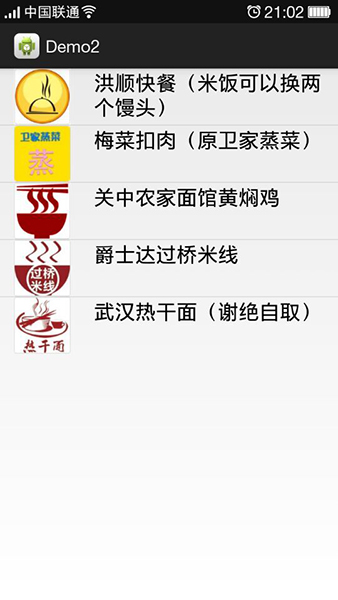 中国联通
21:02
Demo2
洪顺快餐（米饭可以换两
个馒头）
卫家蒸菜
蒸
梅菜扣肉（原卫家蒸菜）
关中农家面馆黄焖鸡
过桥
米线
爵士达过桥米线
热干面
武汉热干面（谢绝自取）